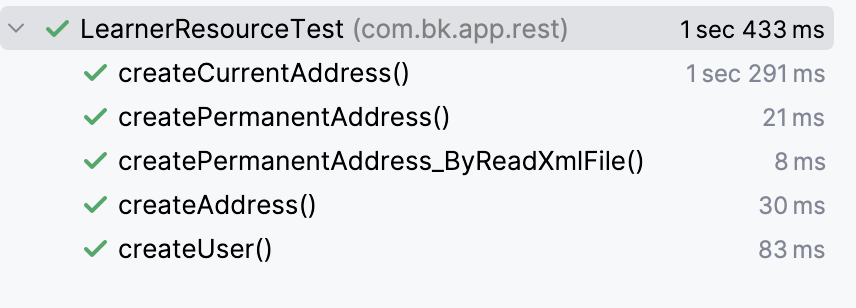 LearnerResourceTest (com.bk.app.rest) 1 sec 433 ms
createCurrentAddress() 1 sec 291 ms
createPermanentAddress() 21 ms
createPermanentAddress_ByReadXmlFile() 8 ms
createAddress() 30 ms
createUser() 83 ms